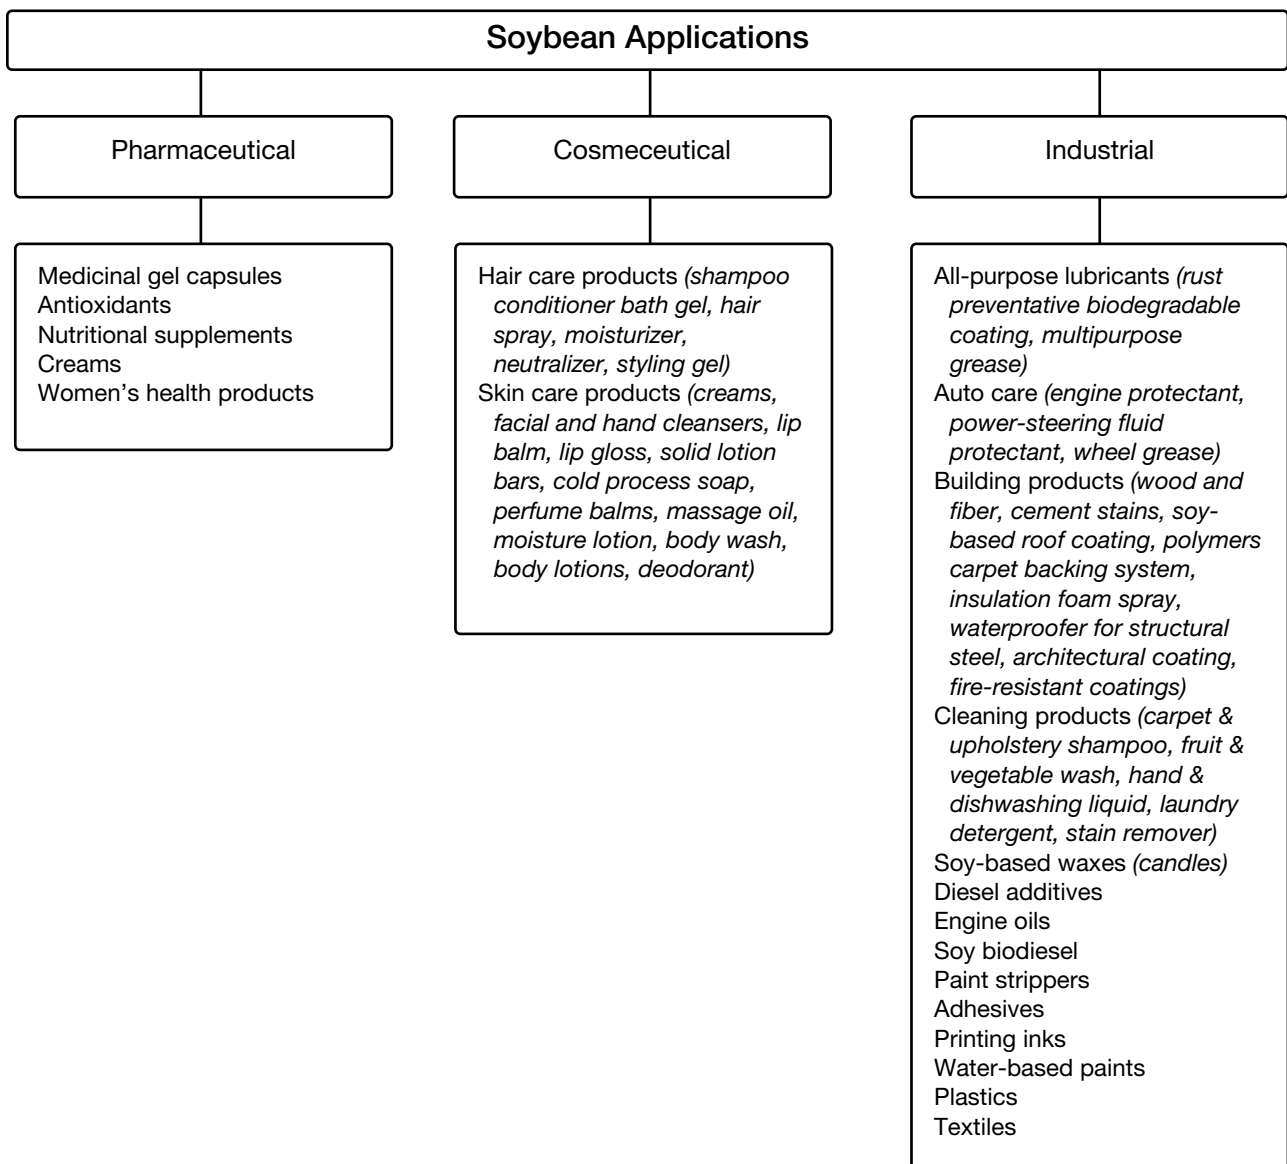 Soybean Applications
Pharmaceutical
Medicinal gel capsules
Antioxidants
Nutritional supplements
Creams
Women’s health products
Cosmeceutical
Hair care products (shampoo
conditioner bath gel, hair
spray, moisturizer,
neutralizer, styling gel)
Skin care products (creams,
facial and hand cleansers, lip
balm, lip gloss, solid lotion
bars, cold process soap,
perfume balms, massage oil,
moisture lotion, body wash,
body lotions, deodorant)
Industrial
All-purpose lubricants (rust
preventative biodegradable
coating, multipurpose
grease)
Auto care (engine protectant,
power-steering fluid
protectant, wheel grease)
Building products (wood and
fiber, cement stains, soy-
based roof coating, polymers
carpet backing system,
insulation foam spray,
waterproofer for structural
steel, architectural coating,
fire-resistant coatings)
Cleaning products (carpet &
upholstery shampoo, fruit &
vegetable wash, hand &
dishwashing liquid, laundry
detergent, stain remover)
Soy-based waxes (candles)
Diesel additives
Engine oils
Soy biodiesel
Paint strippers
Adhesives
Printing inks
Water-based paints
Plastics
Textiles